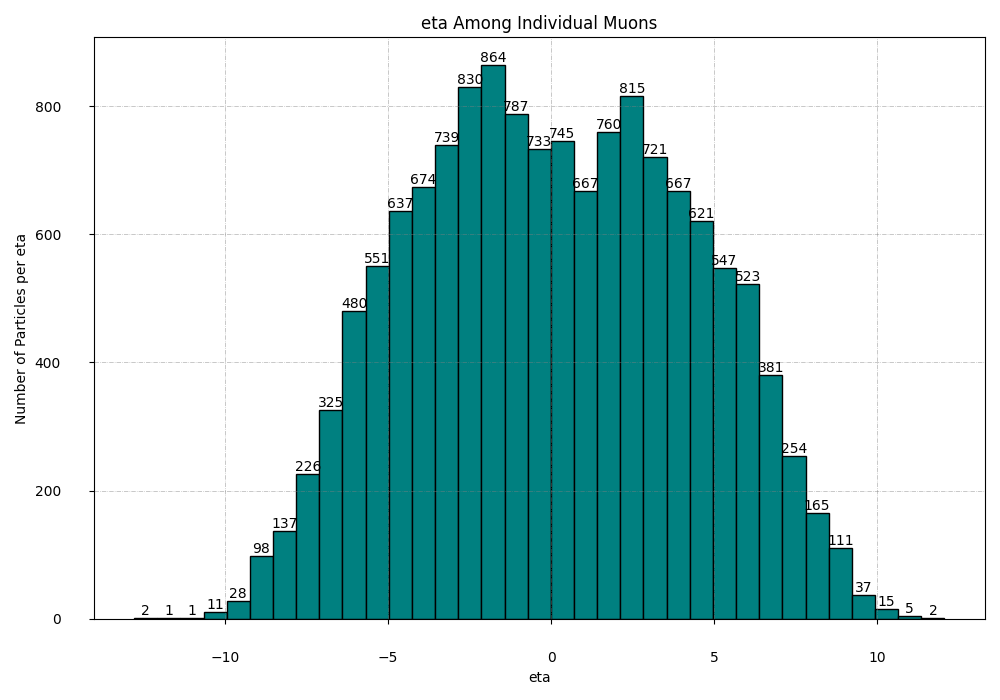 eta Among Individual Muons
Number of Particles per eta
800
600
400
200
0
2 1 1 11 28 98 137 226 325 480 551 637 674 739 830 864 787 733 745 667 760 815 721 667 621 547 523 381 254 165 111 37 15 5 2
−10 −5 0 5 10
eta